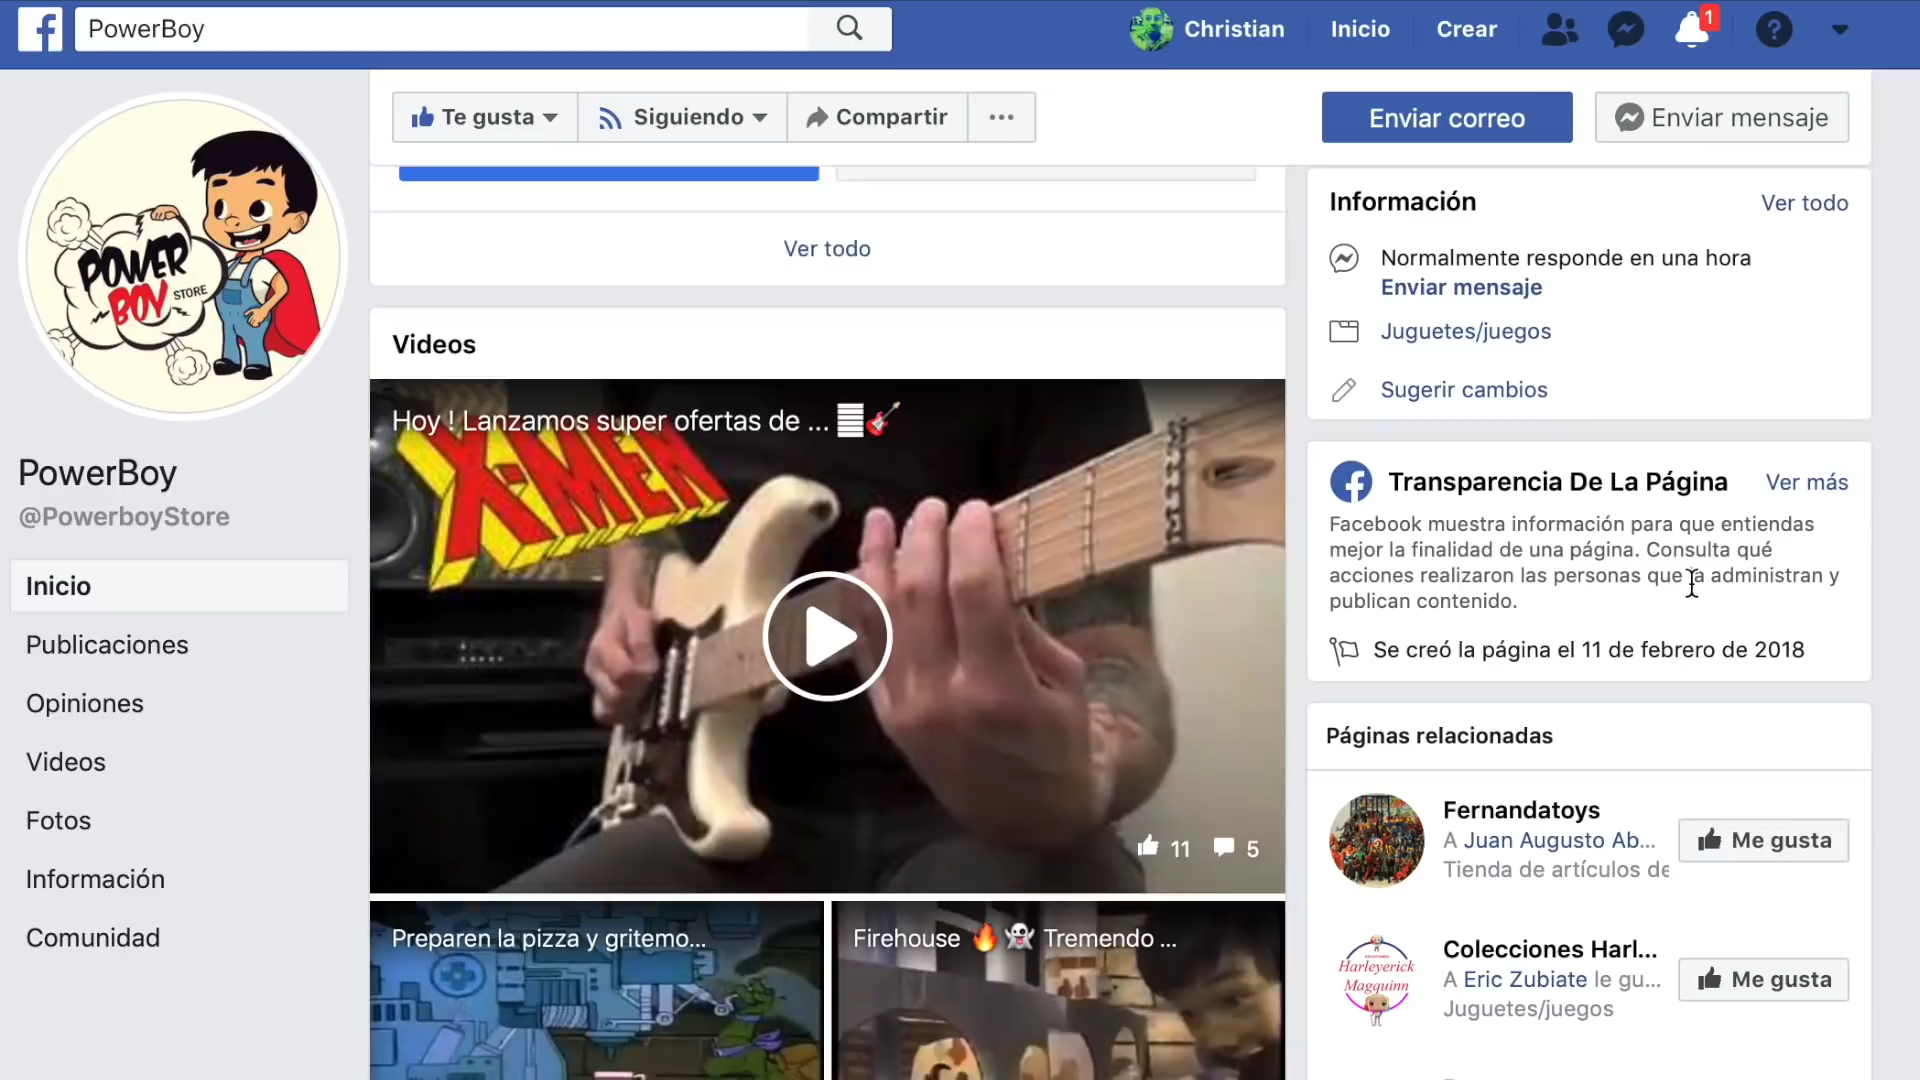 PowerBoy
Christian
Inicio
Crear
1
POWER
BOY
STORE
PowerBoy
@PowerboyStore
Inicio
Publicaciones
Opiniones
Videos
Fotos
Información
Comunidad
Te gusta
Siguiendo
Compartir
Enviar correo
Enviar mensaje
Ver todo
Videos
Hoy ! Lanzamos super ofertas de ...
X-MEN
11
5
Preparen la pizza y gritemo...
Firehouse 🔥👻 Tremendo ...
Información
Ver todo
Normalmente responde en una hora
Enviar mensaje
Juguetes/juegos
Sugerir cambios
Transparencia De La Página
Ver más
Facebook muestra información para que entiendas
mejor la finalidad de una página. Consulta qué
acciones realizaron las personas que la administran y
publican contenido.
Se creó la página el 11 de febrero de 2018
Páginas relacionadas
Fernandatoys
A Juan Augusto Ab...
Tienda de artículos de
Me gusta
Harleyerick
Magquinn
Colecciones Harl...
A Eric Zubiate le gu...
Juguetes/juegos
Me gusta